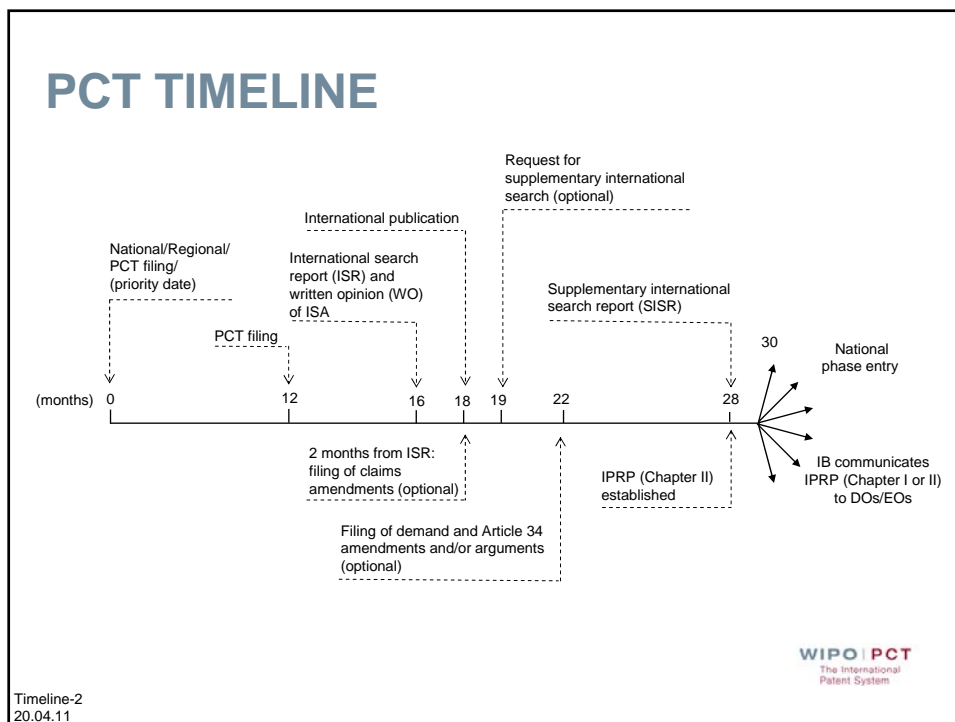 PCT TIMELINE
Request for
supplementary international
search (optional)
International publication
National/Regional/
PCT filing/
(priority date)
International search
report (ISR) and
written opinion (WO)
of ISA
Supplementary international
search report (SISR)
PCT filing
30
National
phase entry
(months) 0 12 16 18 19 22 28
2 months from ISR:
filing of claims
amendments (optional)
IPRP (Chapter II)
established
IB communicates
IPRP (Chapter I or II)
to DOs/EOs
Filing of demand and Article 34
amendments and/or arguments
(optional)
WIPO | PCT
The International
Patent System
Timeline-2
20.04.11